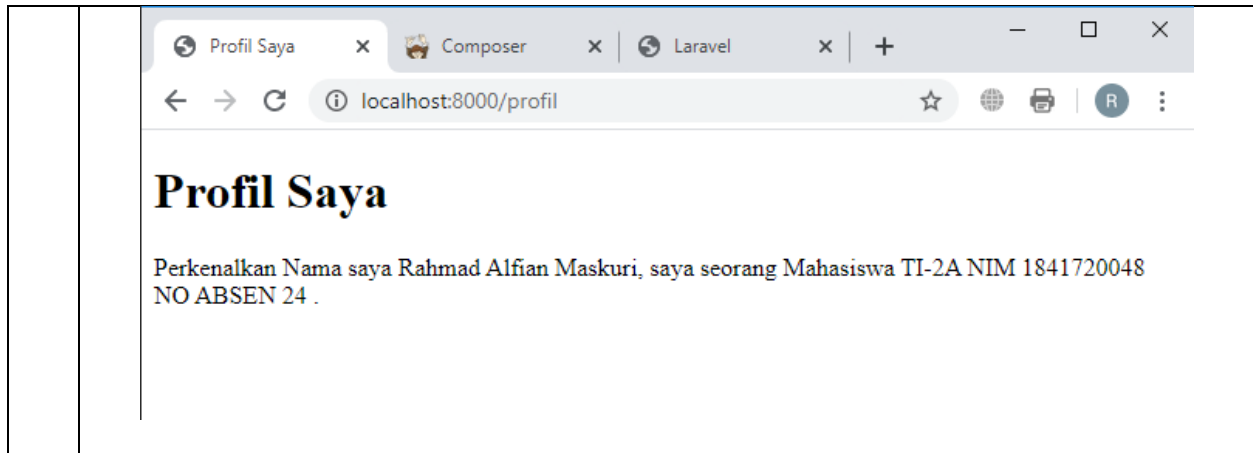 Profil Saya
Composer
Laravel
localhost:8000/profil
R
Profil Saya
Perkenalkan Nama saya Rahmad Alfian Maskuri, saya seorang Mahasiswa TI-2A NIM 1841720048
NO ABSEN 24 .